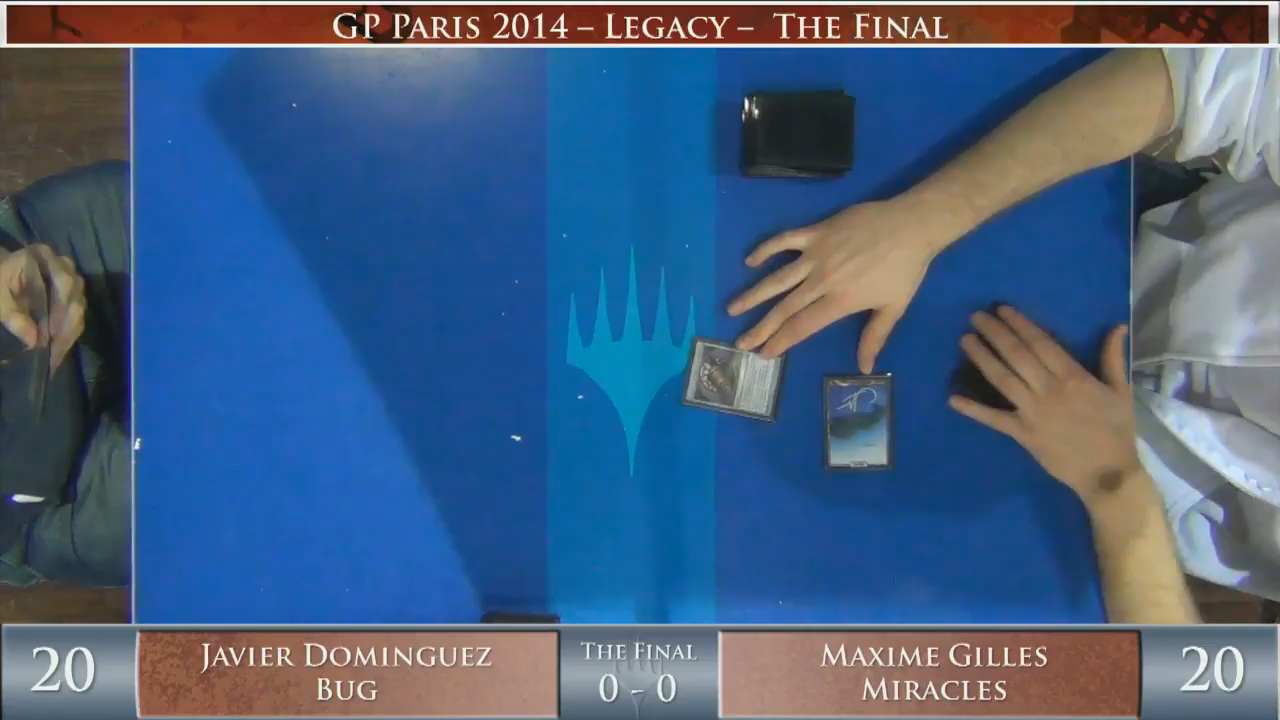 GP Paris 2014 – Legacy – The Final
20
Javier Dominguez
Bug
The Final
0 - 0
Maxime Gilles
Miracles
20